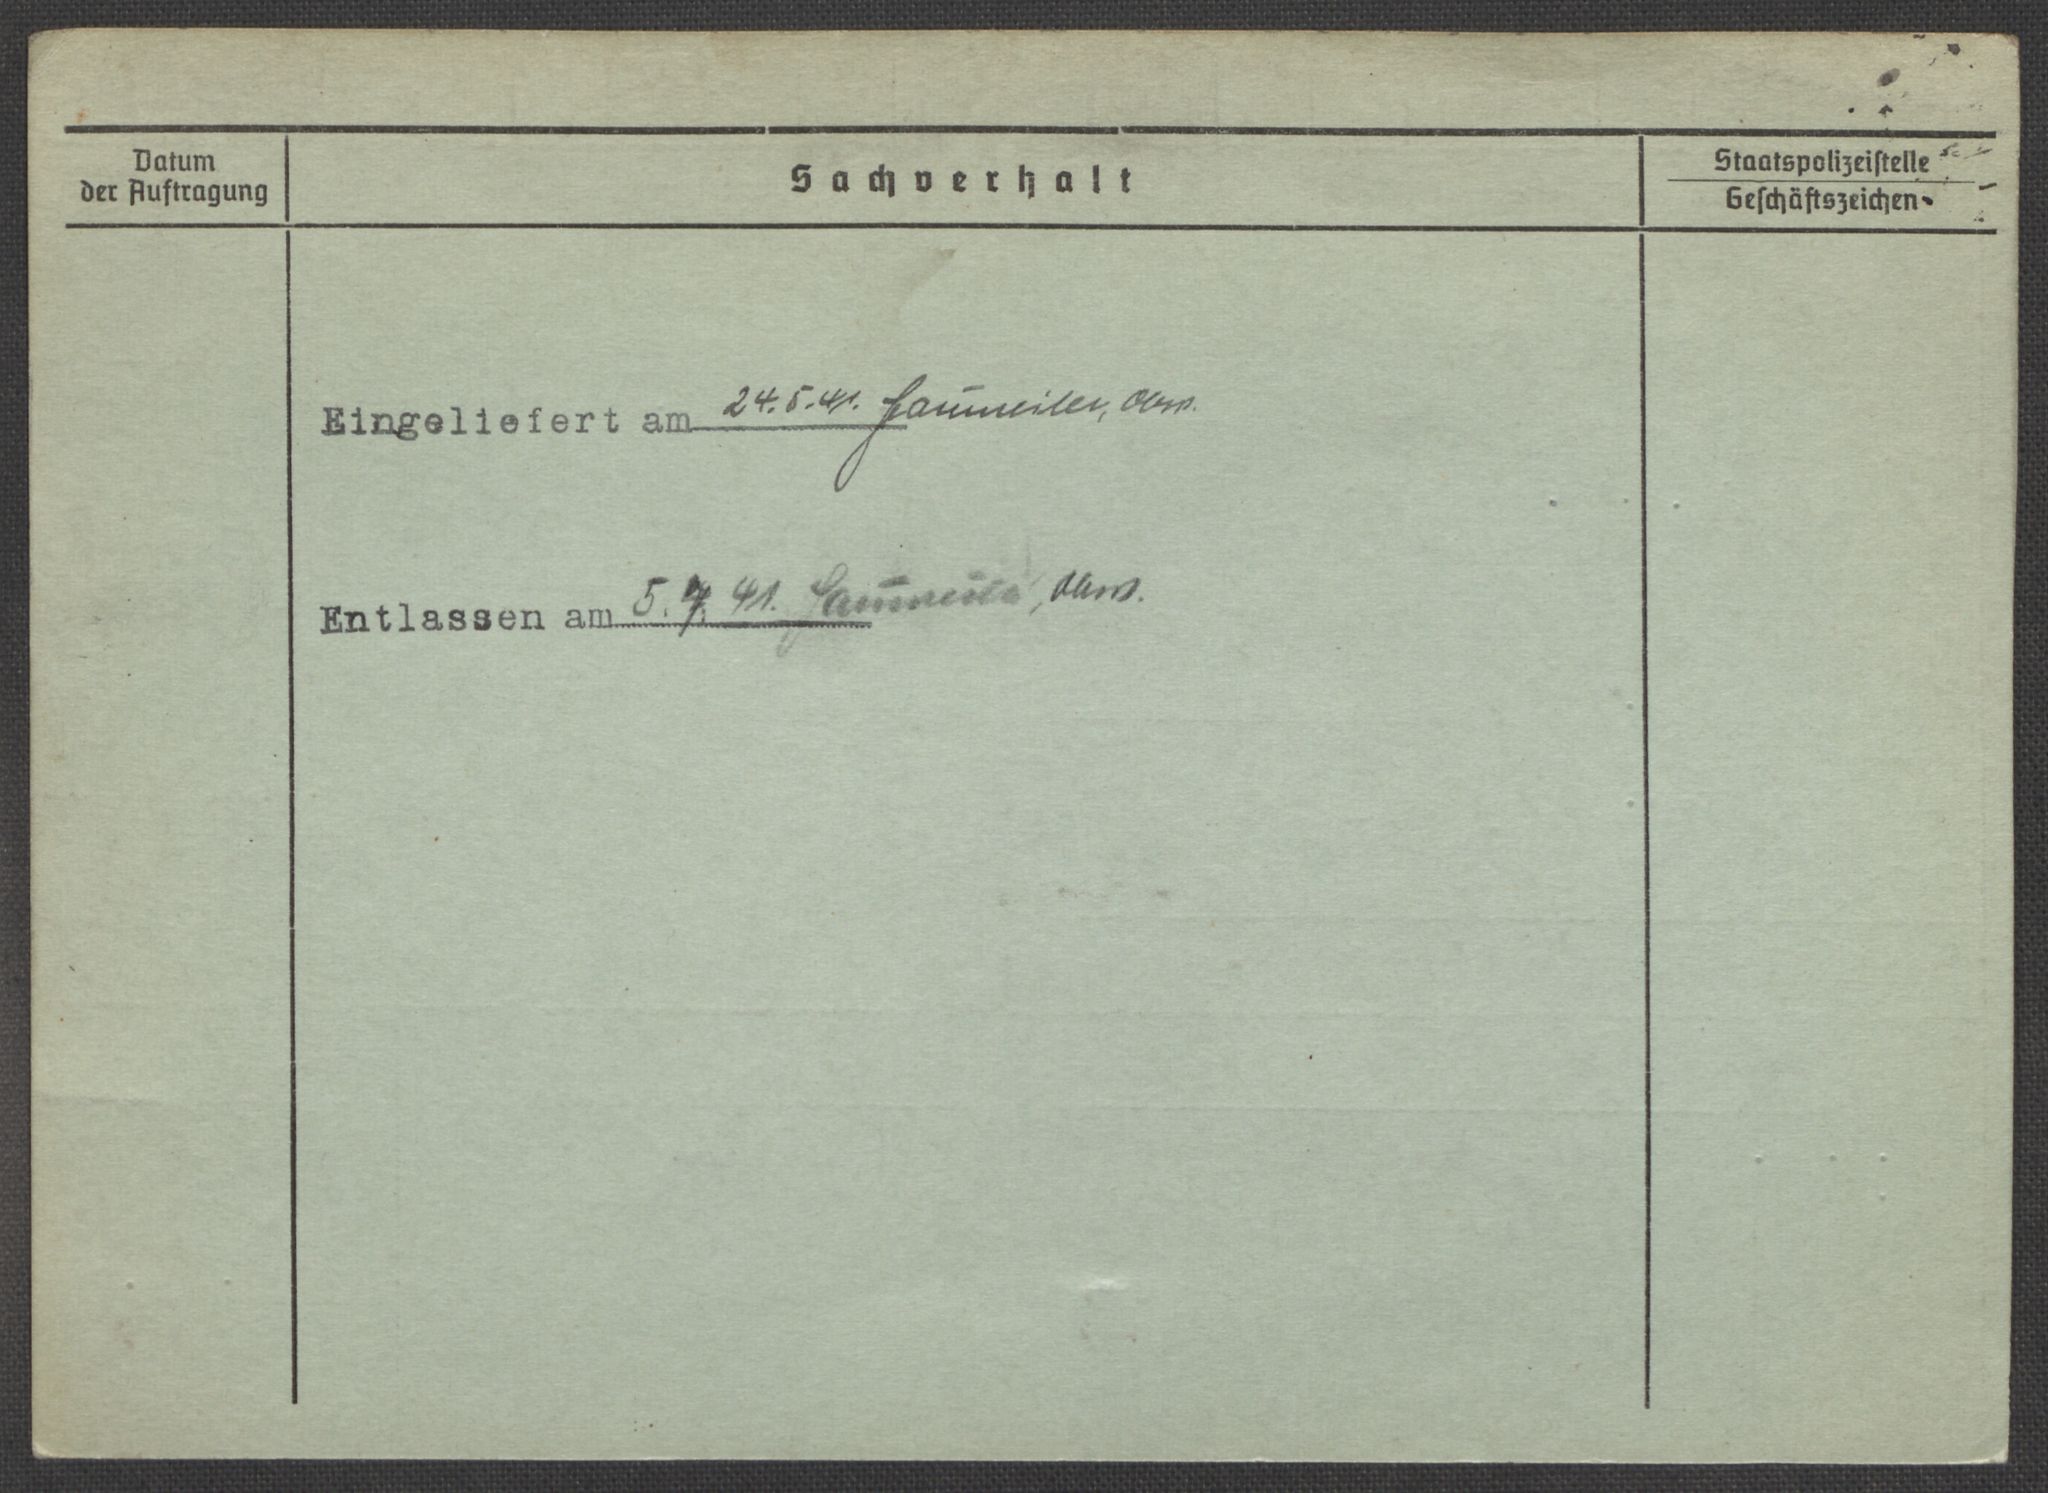 Datum
der Auftragung
Sachverhalt
Staatspolizeistelle
Geschäftszeichen
Eingeliefert am 24.5.41.
Entlassen am 5.7.41.